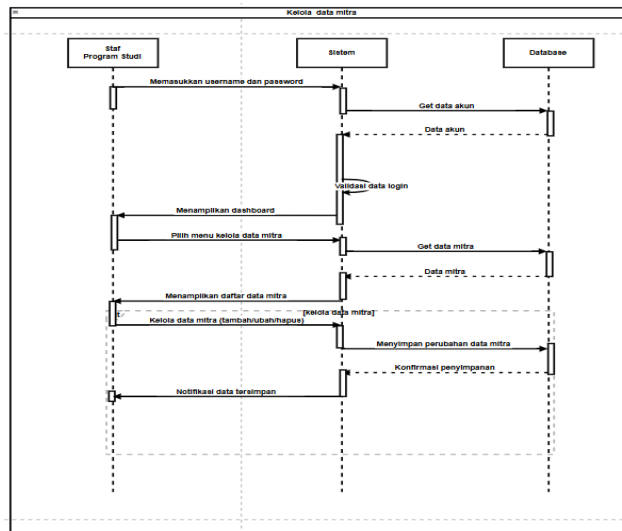 Kelola data mitra
Staf
Program Studi
Sistem
Database
Memasukkan username dan password
Get data akun
Data akun
Validasi data login
Menampilkan dashboard
Pilih menu kelola data mitra
Get data mitra
Data mitra
Menampilkan daftar data mitra
[kelola data mitra]
Kelola data mitra (tambah/ubah/hapus)
Menyimpan perubahan data mitra
Konfirmasi penyimpanan
Notifikasi data tersimpan